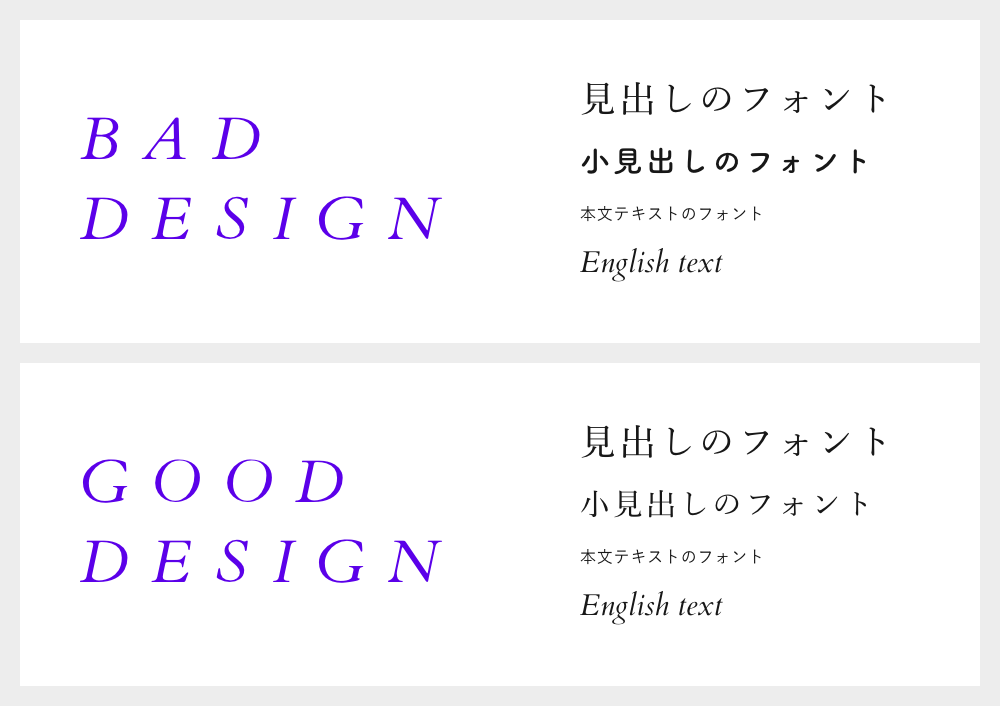 BAD
DESIGN
見出しのフォント
小見出しのフォント
本文テキストのフォント
English text
GOOD
DESIGN
見出しのフォント
小見出しのフォント
本文テキストのフォント
English text